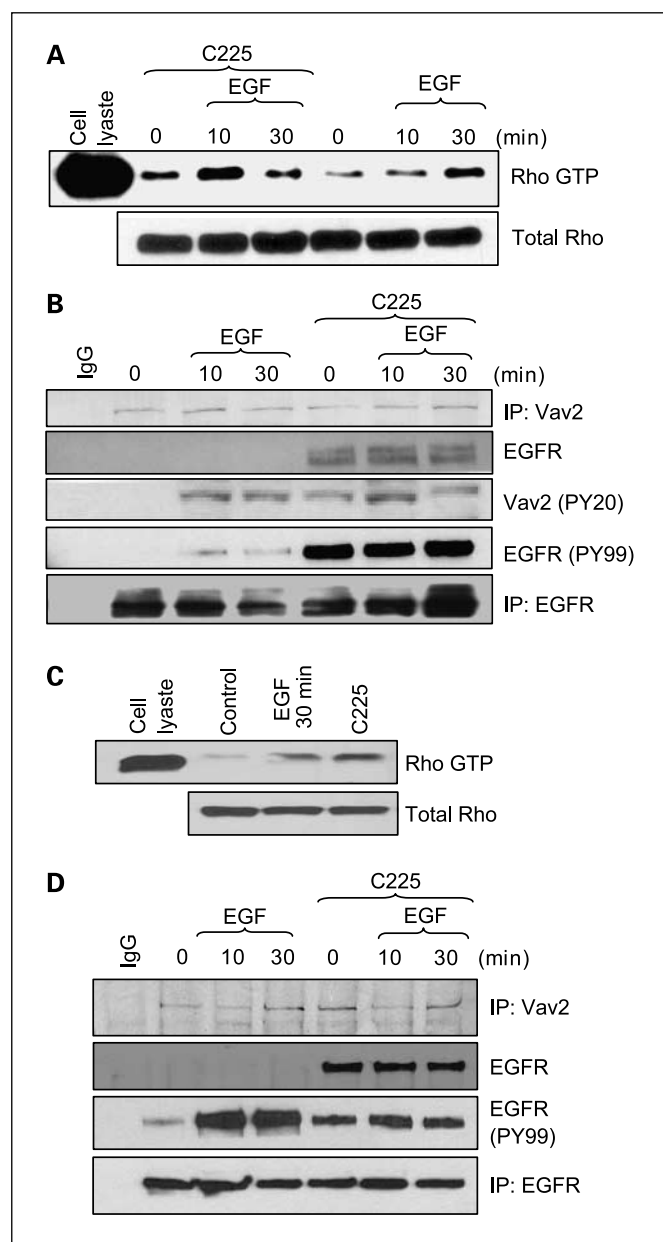 A
C225
EGF
EGF
Cell lyaste
0 10 30 0 10 30 (min)
Rho GTP
Total Rho
B
C225
EGF
EGF
IgG
0 10 30 0 10 30 (min)
IP: Vav2
EGFR
Vav2 (PY20)
EGFR (PY99)
IP: EGFR
C
Cell lyaste
Control
EGF 30 min
C225
Rho GTP
Total Rho
D
C225
EGF
EGF
IgG
0 10 30 0 10 30 (min)
IP: Vav2
EGFR
EGFR
(PY99)
IP: EGFR